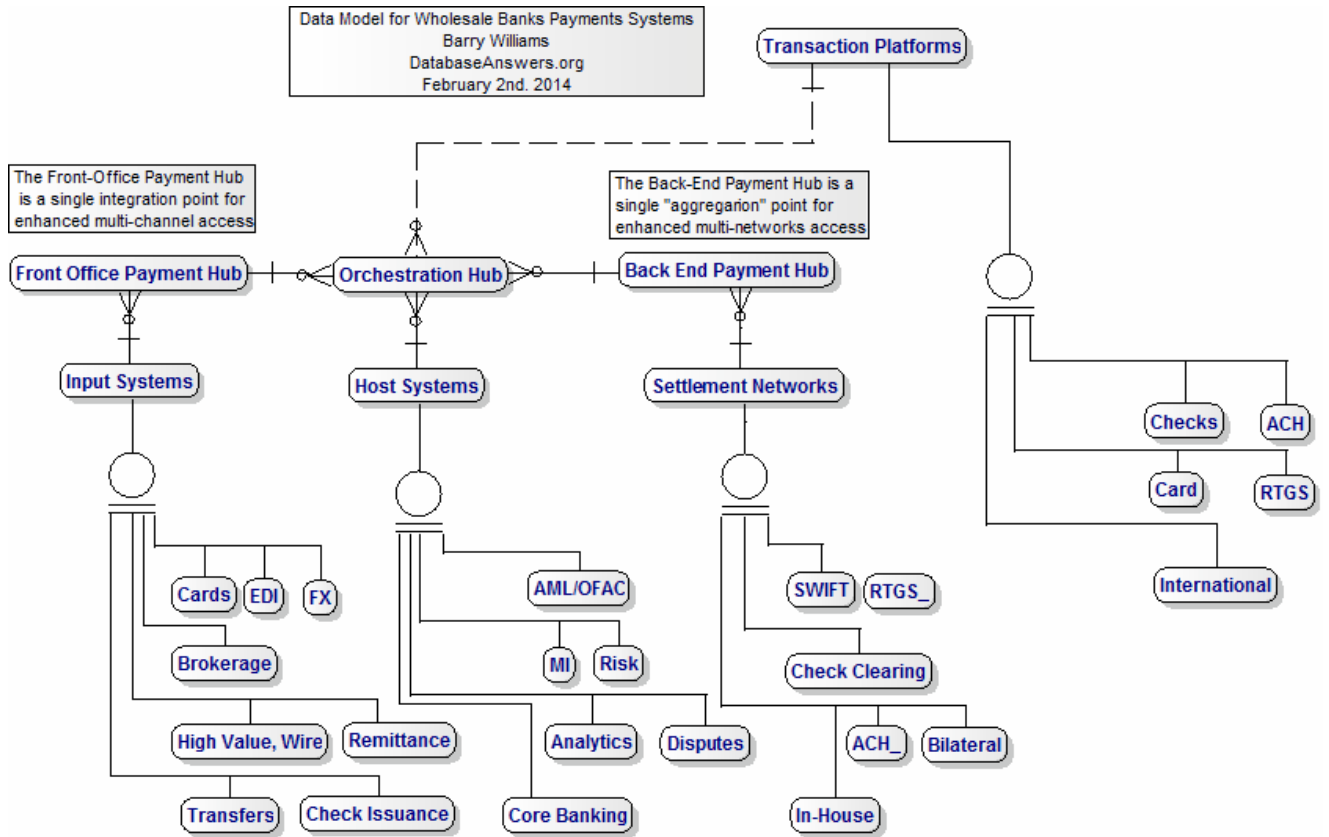 Data Model for Wholesale Banks Payments Systems
Barry Williams
DatabaseAnswers.org
February 2nd. 2014
Transaction Platforms
The Front-Office Payment Hub
is a single integration point for
enhanced multi-channel access
The Back-End Payment Hub is a
single "aggregarion" point for
enhanced multi-networks access
Front Office Payment Hub
Orchestration Hub
Back End Payment Hub
Input Systems
Host Systems
Settlement Networks
Checks
ACH
Card
RTGS
International
Cards
EDI
FX
Brokerage
High Value, Wire
Remittance
Transfers
Check Issuance
AML/OFAC
MI
Risk
Analytics
Disputes
Core Banking
SWIFT
RTGS_
Check Clearing
ACH_
Bilateral
In-House